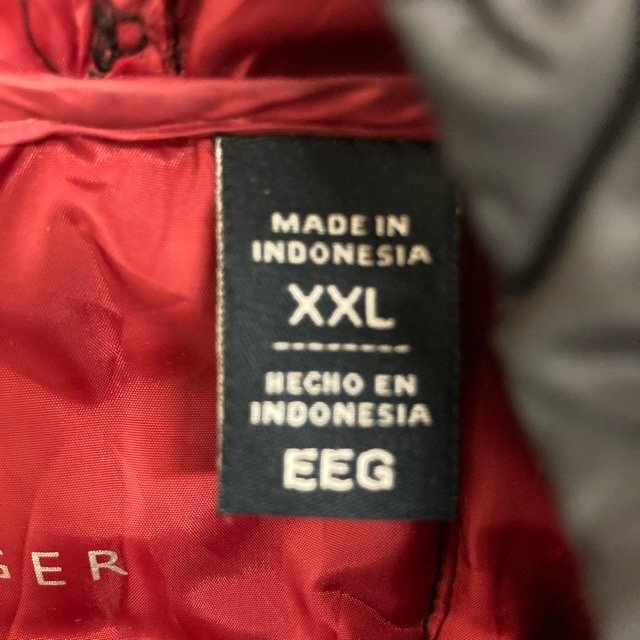 MADE IN
INDONESIA
XXL
HECHO EN
INDONESIA
EEG
GER